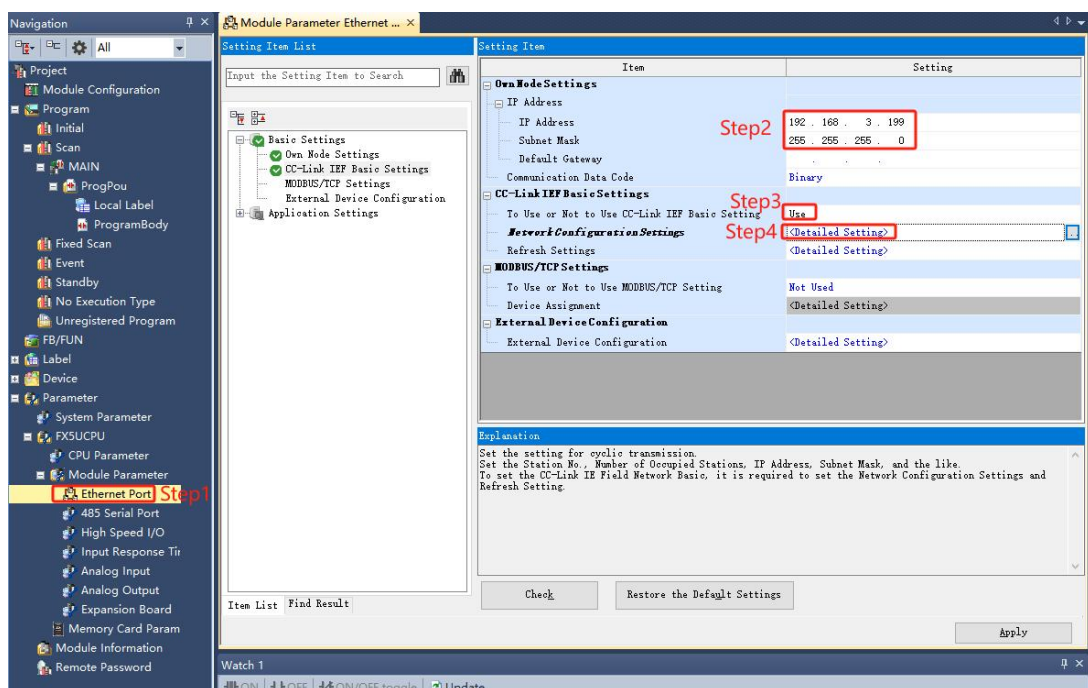 Navigation
Module Parameter Ethernet ... ×
All
Project
Module Configuration
Program
Initial
Scan
MAIN
ProgPou
Local Label
ProgramBody
Fixed Scan
Event
Standby
No Execution Type
Unregistered Program
FB/FUN
Label
Device
Parameter
System Parameter
FX5UCPU
CPU Parameter
Module Parameter
Ethernet Port Step1
485 Serial Port
High Speed I/O
Input Response Tir
Analog Input
Analog Output
Expansion Board
Memory Card Param
Module Information
Remote Password
Setting Item List
Input the Setting Item to Search
Basic Settings
Own Node Settings
CC-Link IEF Basic Settings
MODBUS/TCP Settings
External Device Configuration
Application Settings
Item List Find Result
Setting Item
Item Setting
Own Node Settings
IP Address
IP Address Step2 192 . 168 . 3 . 199
Subnet Mask 255 . 255 . 255 . 0
Default Gateway . . .
Communication Data Code Binary
CC-Link IEF Basic Settings
To Use or Not to Use CC-Link IEF Basic Setting Step3 Use
Network Configuration Settings Step4 <Detailed Setting>
Refresh Settings <Detailed Setting>
MODBUS/TCP Settings
To Use or Not to Use MODBUS/TCP Setting Not Used
Device Assignment <Detailed Setting>
External Device Configuration
External Device Configuration <Detailed Setting>
Explanation
Set the setting for cyclic transmission.
Set the Station No., Number of Occupied Stations, IP Address, Subnet Mask, and the like.
To set the CC-Link IE Field Network Basic, it is required to set the Network Configuration Settings and
Refresh Setting.
Check Restore the Default Settings
Apply
Watch 1
ON OFF ON/OFF toggle Update